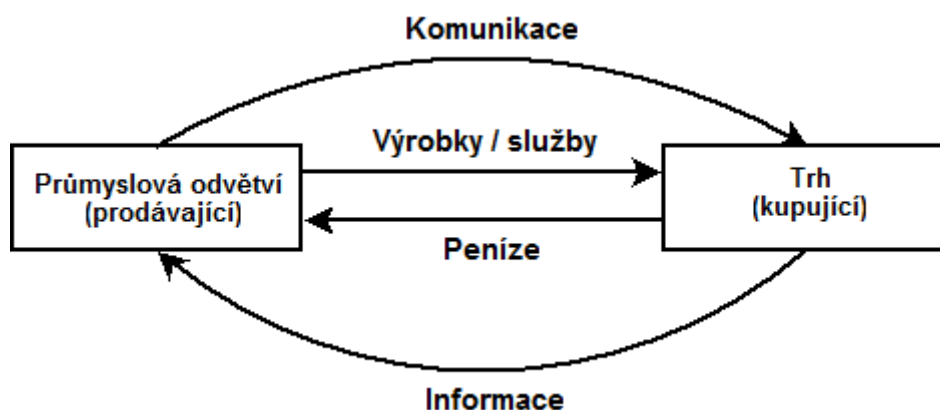 Komunikace
Výrobky / služby
Průmyslová odvětví
(prodávající)
Trh
(kupující)
Peníze
Informace